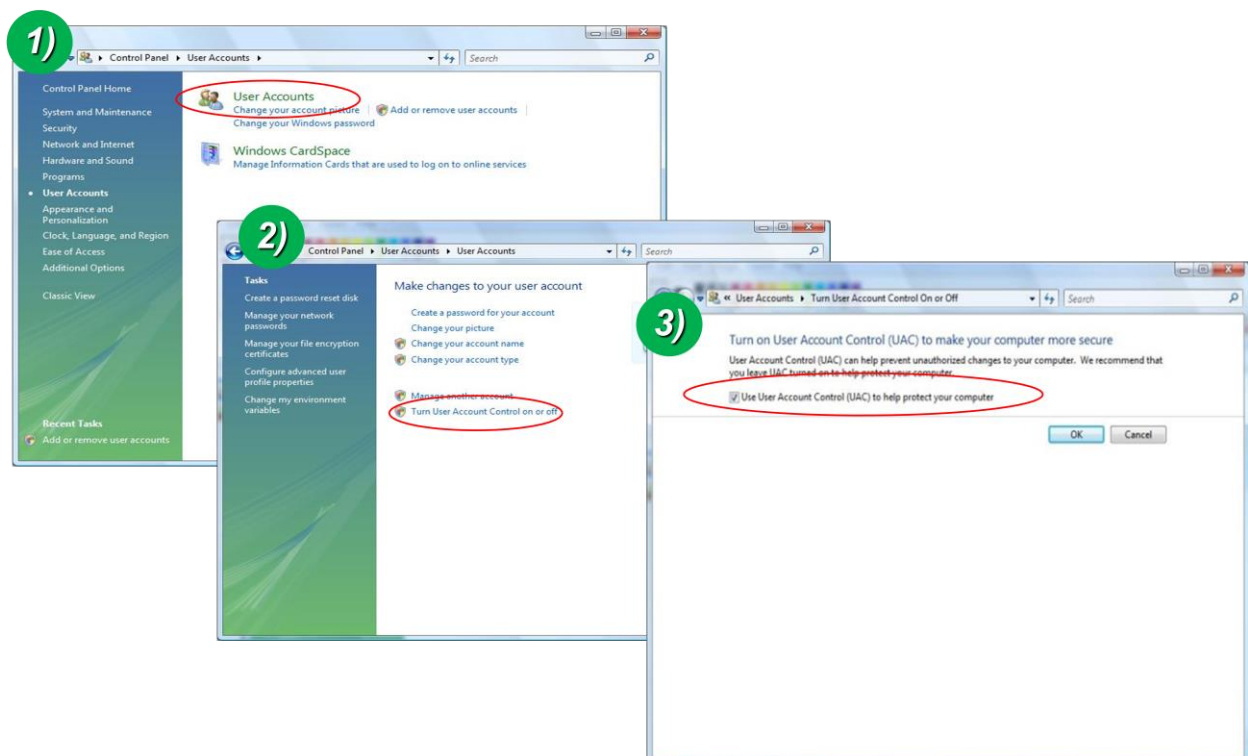 1)
Control Panel ▸ User Accounts ▸
Search
Control Panel Home
System and Maintenance
Security
Network and Internet
Hardware and Sound
Programs
User Accounts
Appearance and
Personalization
Clock, Language, and Region
Ease of Access
Additional Options
Classic View
Recent Tasks
Add or remove user accounts
User Accounts
Change your account picture
Add or remove user accounts
Change your Windows password
Windows CardSpace
Manage Information Cards that are used to log on to online services
2)
Control Panel ▸ User Accounts ▸ User Accounts
Search
Tasks
Create a password reset disk
Manage your network
passwords
Manage your file encryption
certificates
Configure advanced user
profile properties
Change my environment
variables
Make changes to your user account
Create a password for your account
Change your picture
Change your account name
Change your account type
Manage another account
Turn User Account Control on or off
3)
« User Accounts ▸ Turn User Account Control On or Off
Search
Turn on User Account Control (UAC) to make your computer more secure
User Account Control (UAC) can help prevent unauthorized changes to your computer. We recommend that
you leave UAC turned on to help protect your computer.
Use User Account Control (UAC) to help protect your computer
OK
Cancel